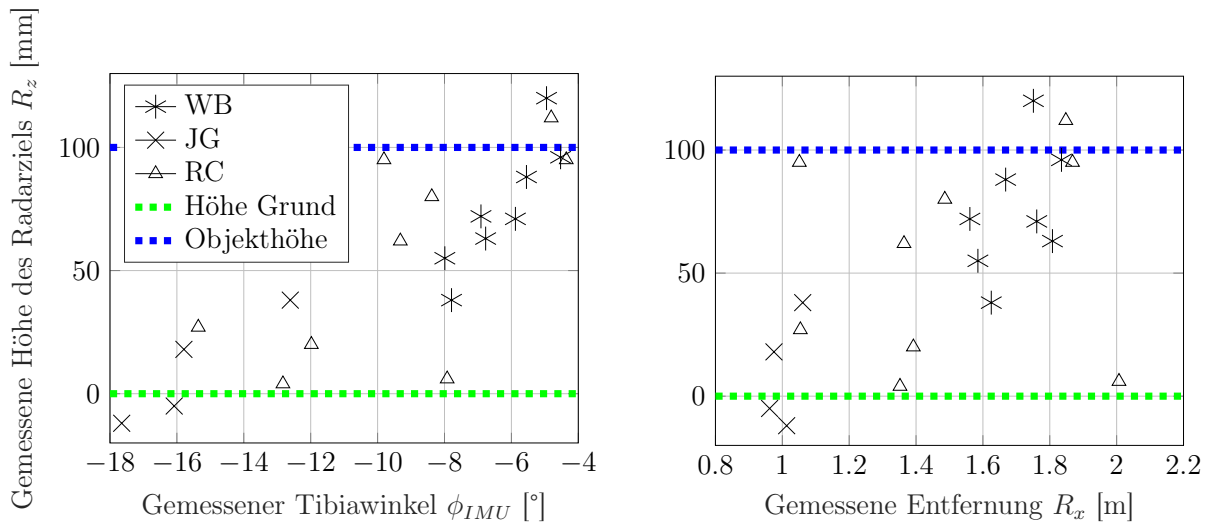 Gemessene Höhe des Radarziels R_z [mm]
WB
JG
RC
Höhe Grund
Objekthöhe
100
50
0
−18 −16 −14 −12 −10 −8 −6 −4
Gemessener Tibiawinkel ϕ_IMU [°]
100
50
0
0.8 1 1.2 1.4 1.6 1.8 2 2.2
Gemessene Entfernung R_x [m]